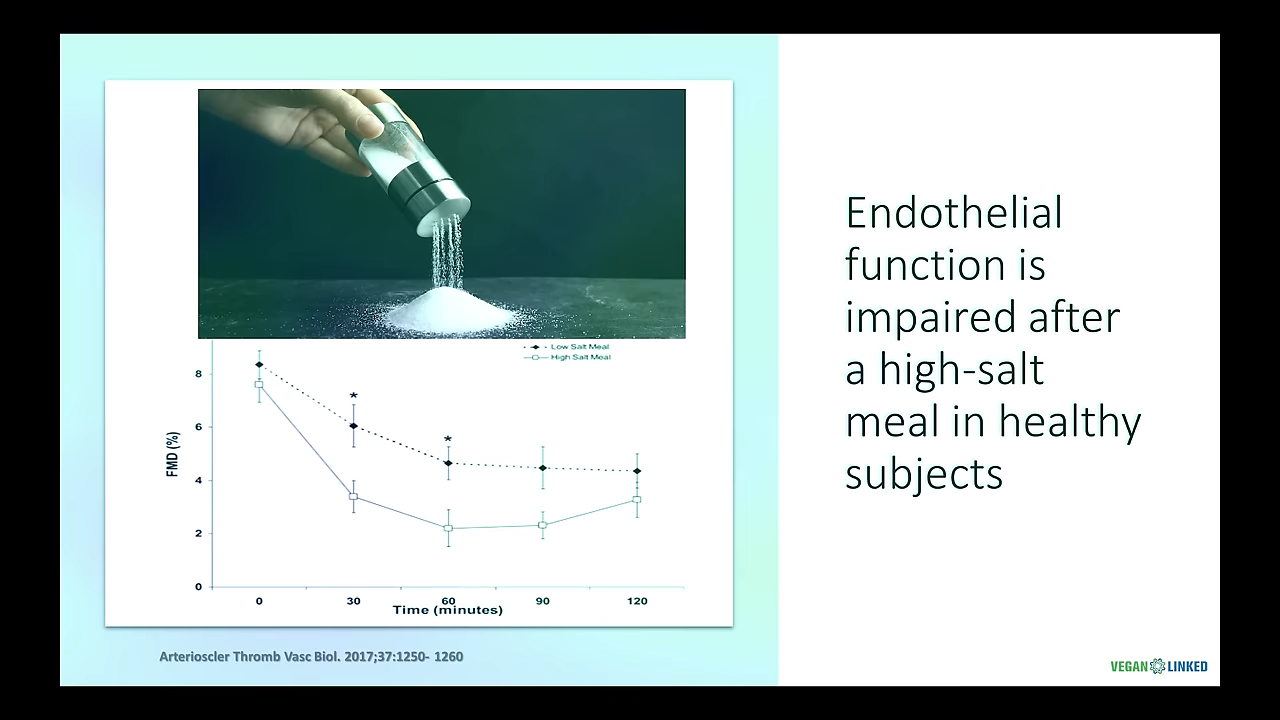 Low Salt Meal
High Salt Meal
8
*
*
6
FMD (%)
4
2
0
0 30 60 90 120
Time (minutes)
Arterioscler Thromb Vasc Biol. 2017;37:1250- 1260
Endothelial
function is
impaired after
a high-salt
meal in healthy
subjects
VEGAN LINKED